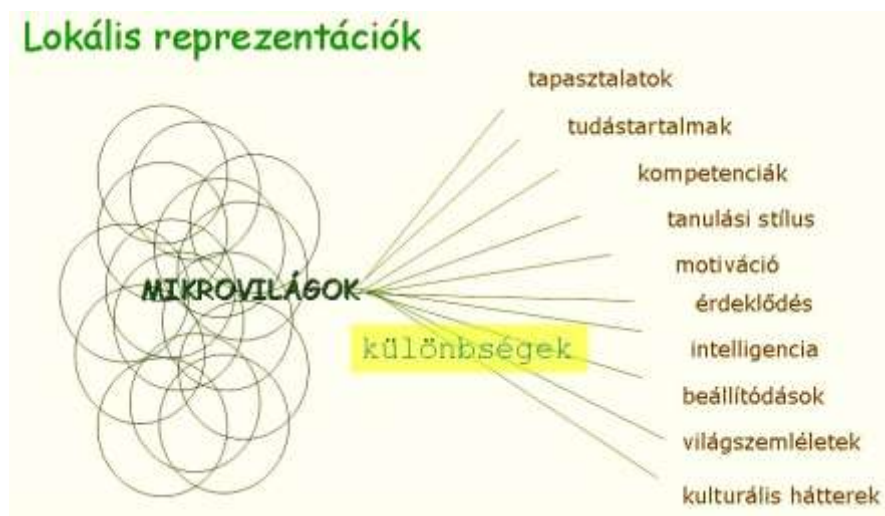 Lokális reprezentációk
tapasztalatok
tudástartalmak
kompetenciák
tanulási stílus
motiváció
MIKROVILÁGOK
érdeklődés
különbségek
intelligencia
beállítódások
világszemléletek
kulturális hátterek